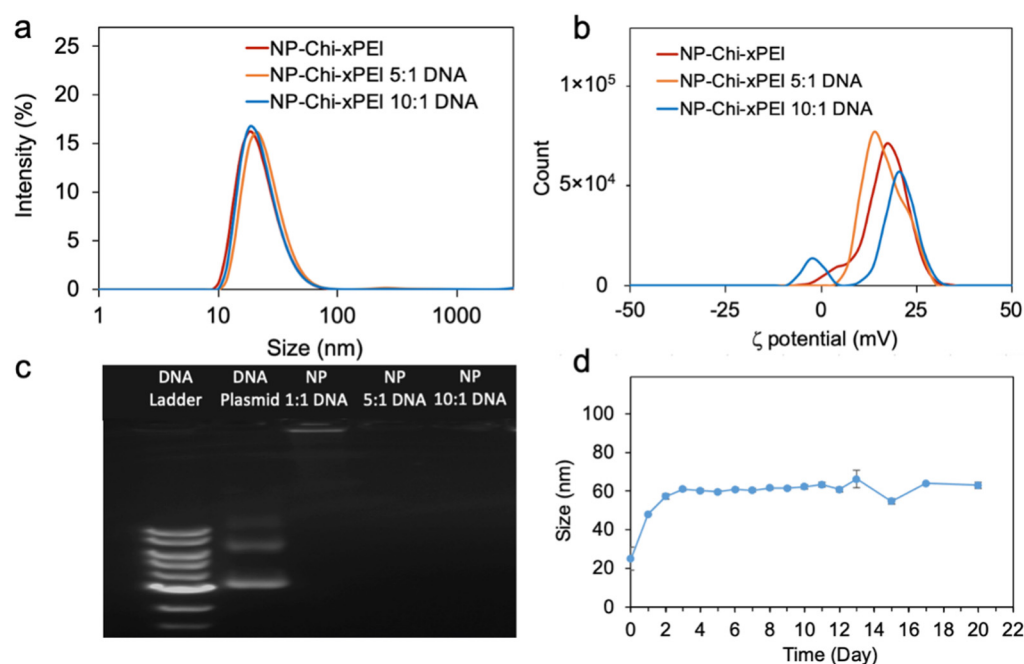 a
25
20
15
10
5
0
Intensity (%)
NP-Chi-xPEI
NP-Chi-xPEI 5:1 DNA
NP-Chi-xPEI 10:1 DNA
1
10
100
1000
Size (nm)
b
1×10⁵
5×10⁴
0
Count
NP-Chi-xPEI
NP-Chi-xPEI 5:1 DNA
NP-Chi-xPEI 10:1 DNA
-50
-25
0
25
50
ζ potential (mV)
c
DNA
Ladder
DNA
Plasmid
NP
1:1 DNA
NP
5:1 DNA
NP
10:1 DNA
d
100
80
60
40
20
0
Size (nm)
0 2 4 6 8 10 12 14 16 18 20 22
Time (Day)